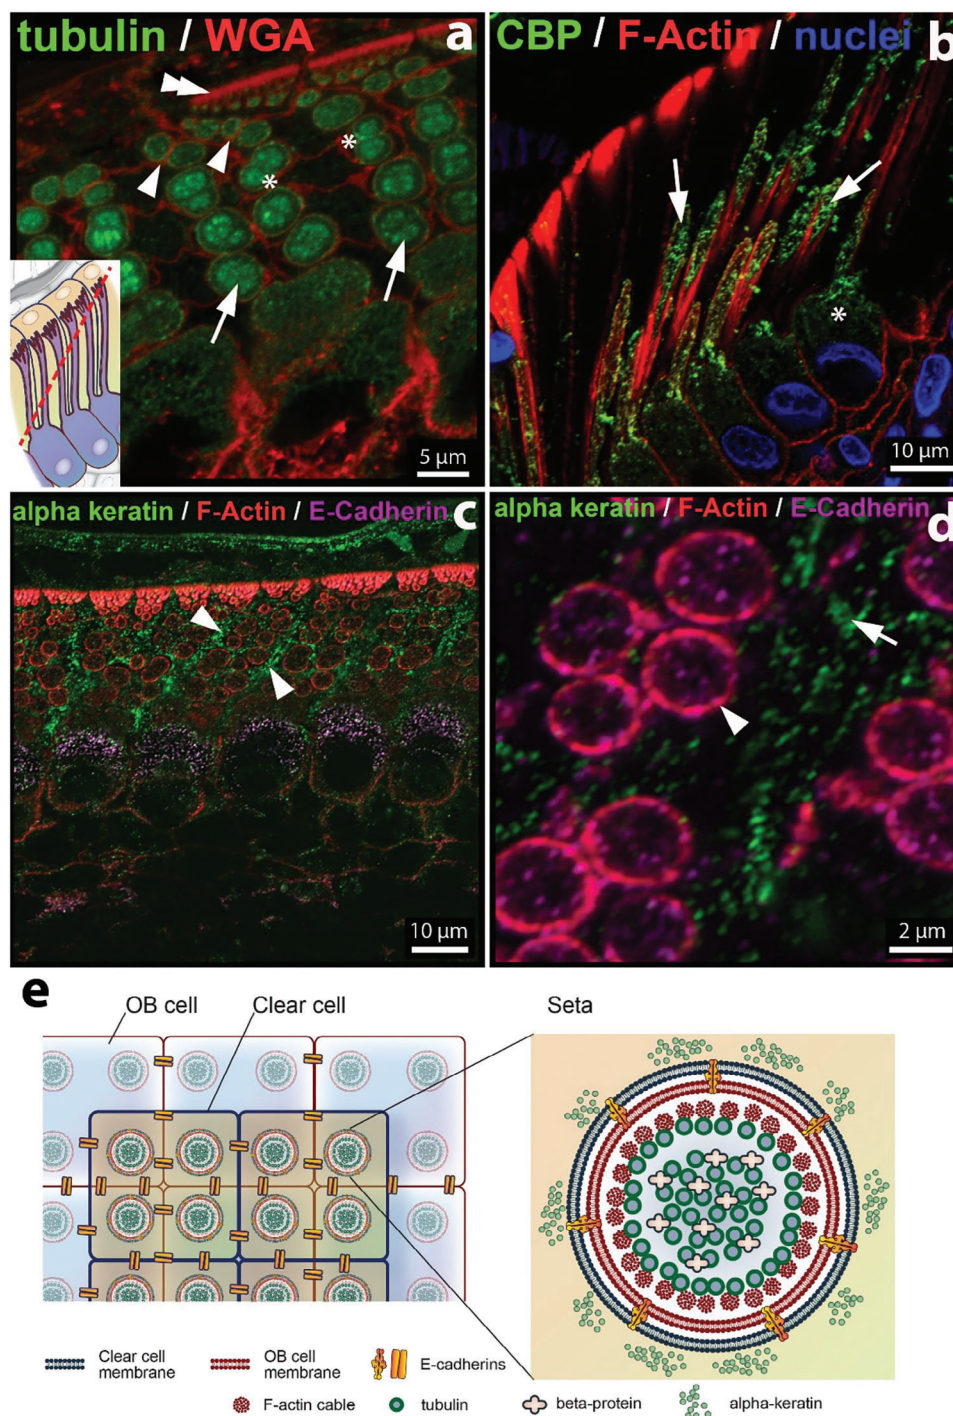 tubulin / WGA a
5 µm
CBP / F-Actin / nuclei b
10 µm
alpha keratin / F-Actin / E-Cadherin c
10 µm
alpha keratin / F-Actin / E-Cadherin d
2 µm
e
OB cell
Clear cell
Seta
Clear cell
membrane
OB cell
membrane
E-cadherins
F-actin cable
tubulin
beta-protein
alpha-keratin